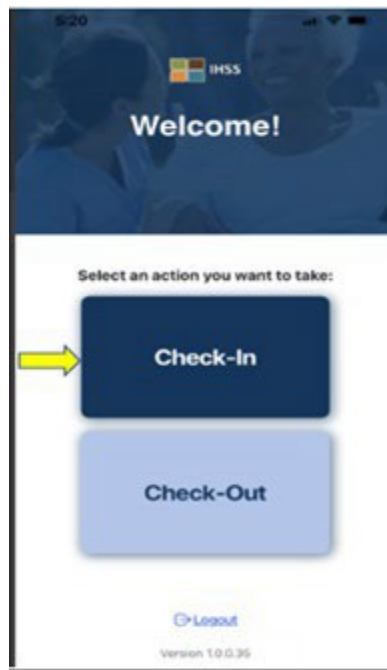 5:20
IHSS
Welcome!
Select an action you want to take:
Check-In
Check-Out
Logout
Version 1.0.0.35